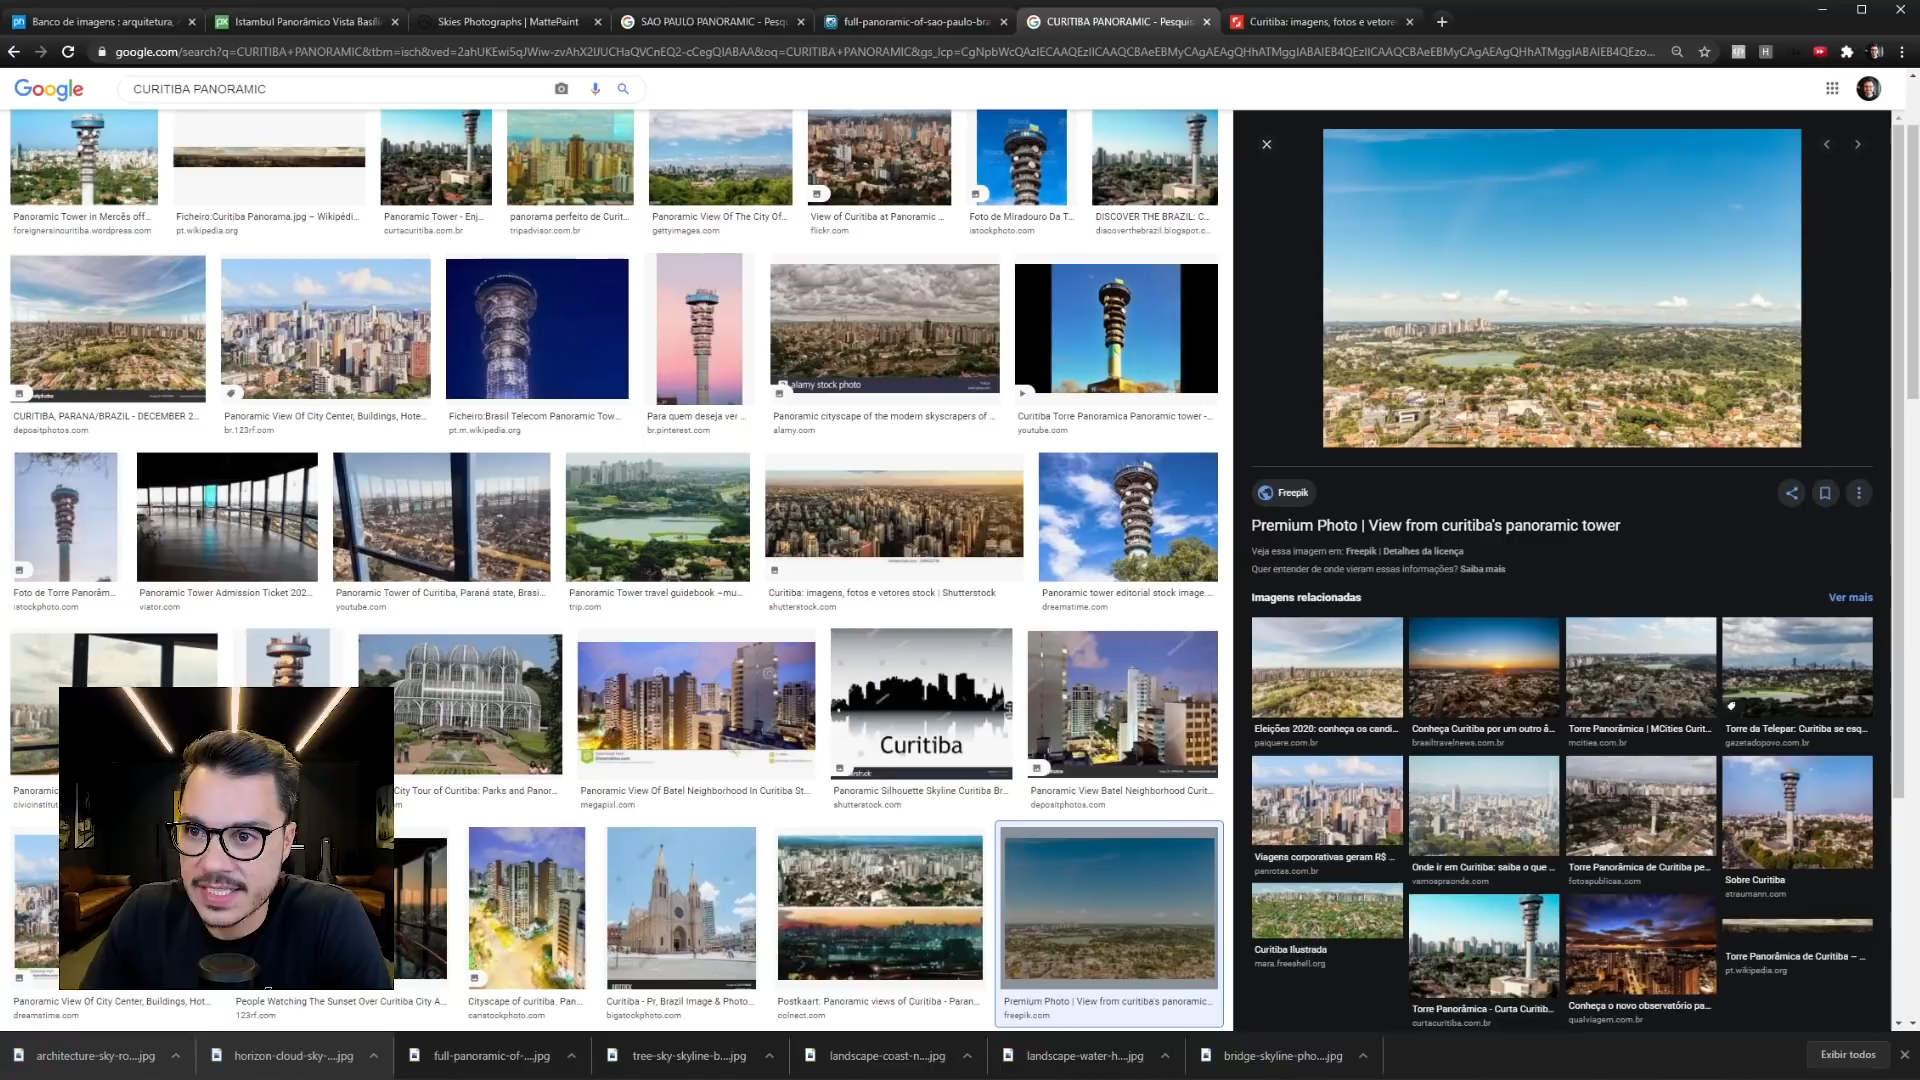 Banco de imagens : arquitetura, c
Istambul Panorâmico Vista Basíli
Skies Photographs | MattePaint
SAO PAULO PANORAMIC - Pesqu
full-panoramic-of-sao-paulo-bra
CURITIBA PANORAMIC - Pesquis
Curitiba: imagens, fotos e vetore
Google
CURITIBA PANORAMIC
Panoramic Tower in Mercês off...
foreignersincuritiba.wordpress.com
Ficheiro:Curitiba Panorama.jpg – Wikipédi...
pt.wikipedia.org
Panoramic Tower - Enj...
curtacuritiba.com.br
panorama perfeito de Curit...
tripadvisor.com.br
Panoramic View Of The City Of...
gettyimages.com
View of Curitiba at Panoramic ...
flickr.com
Foto de Miradouro Da T...
istockphoto.com
DISCOVER THE BRAZIL: C...
discoverthebrazil.blogspot.c...
CURITIBA, PARANA/BRAZIL - DECEMBER 2...
depositphotos.com
Panoramic View Of City Center, Buildings, Hote...
br.123rf.com
Ficheiro:Brasil Telecom Panoramic Tow...
pt.m.wikipedia.org
Para quem deseja ver ...
br.pinterest.com
alamy stock photo
Panoramic cityscape of the modern skyscrapers of ...
alamy.com
Curitiba Torre Panoramica Panoramic tower -...
youtube.com
Foto de Torre Panorâm...
istockphoto.com
Panoramic Tower Admission Ticket 202...
viator.com
Panoramic Tower of Curitiba, Paraná state, Brasi...
youtube.com
Panoramic Tower travel guidebook –mu...
trip.com
Curitiba: imagens, fotos e vetores stock | Shutterstock
shutterstock.com
Panoramic tower editorial stock image....
dreamstime.com
Panoramic
civicinstitut
City Tour of Curitiba: Parks and Panor...
Panoramic View Of Batel Neighborhood In Curitiba St...
megapixl.com
Curitiba
Panoramic Silhouette Skyline Curitiba Br...
shutterstock.com
Panoramic View Batel Neighborhood Curit...
depositphotos.com
Panoramic View Of City Center, Buildings, Hot...
dreamstime.com
People Watching The Sunset Over Curitiba City A...
123rf.com
Cityscape of curitiba. Pan...
canstockphoto.com
Curitiba - Pr, Brazil Image & Photo...
bigstockphoto.com
Postkaart: Panoramic views of Curitiba - Paran...
colnect.com
Premium Photo | View from curitiba's panoramic...
freepik.com
Freepik
Premium Photo | View from curitiba's panoramic tower
Veja essa imagem em: Freepik | Detalhes da licença
Quer entender de onde vieram essas informações? Saiba mais
Imagens relacionadas
Ver mais
Eleições 2020: conheça os candi...
paiquere.com.br
Conheça Curitiba por um outro â...
brasiltravelnews.com.br
Torre Panorâmica | MCities Curit...
mcities.com.br
Torre da Telepar: Curitiba se esq...
gazetadopovo.com.br
Viagens corporativas geram R$ ...
panrotas.com.br
Onde ir em Curitiba: saiba o que ...
vamospraonde.com
Torre Panorâmica de Curitiba pe...
fotospublicas.com
Sobre Curitiba
straumann.com
Curitiba Ilustrada
mara.freeshell.org
Torre Panorâmica - Curta Curitib...
curtacuritiba.com.br
Conheça o novo observatório pa...
qualviagem.com.br
Torre Panorâmica de Curitiba – ...
pt.wikipedia.org
architecture-sky-ro....jpg
horizon-cloud-sky-....jpg
full-panoramic-of-....jpg
tree-sky-skyline-b....jpg
landscape-coast-n....jpg
landscape-water-h....jpg
bridge-skyline-pho....jpg
Exibir todos